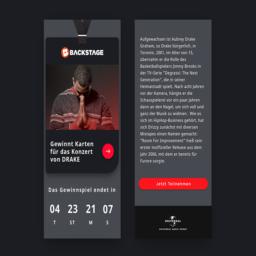 BACKSTAGE
Gewinnt Karten
für das Konzert
von DRAKE
Das Gewinnspiel endet in
04 23 21 07
T ST M S
Aufgewachsen ist Aubrey Drake
Graham, so Drake bürgerlich, in
Toronto. 2001, im Alter von 15,
übernahm er die Rolle des
Basketballspielers Jimmy Brooks in
der TV-Serie "Degrassi: The Next
Generation", die in seiner
Heimatstadt spielt. Nach acht Jahren
vor der Kamera, hängte er die
Schauspielerei vor ein paar Jahren
dann an den Nagel, um sich voll und
ganz der Musik zu widmen. Wie es
sich im HipHop-Business gehört, hat
sich Drizzy zunächst mit diversen
Mixtapes einen Namen gemacht:
"Room For Improvement" hieß sein
erster inoffizieller Release aus dem
Jahr 2006, mit dem er bereits für
Furore sorgte.
Jetzt Teilnehmen
UNIVERSAL
UNIVERSAL MUSIC GROUP